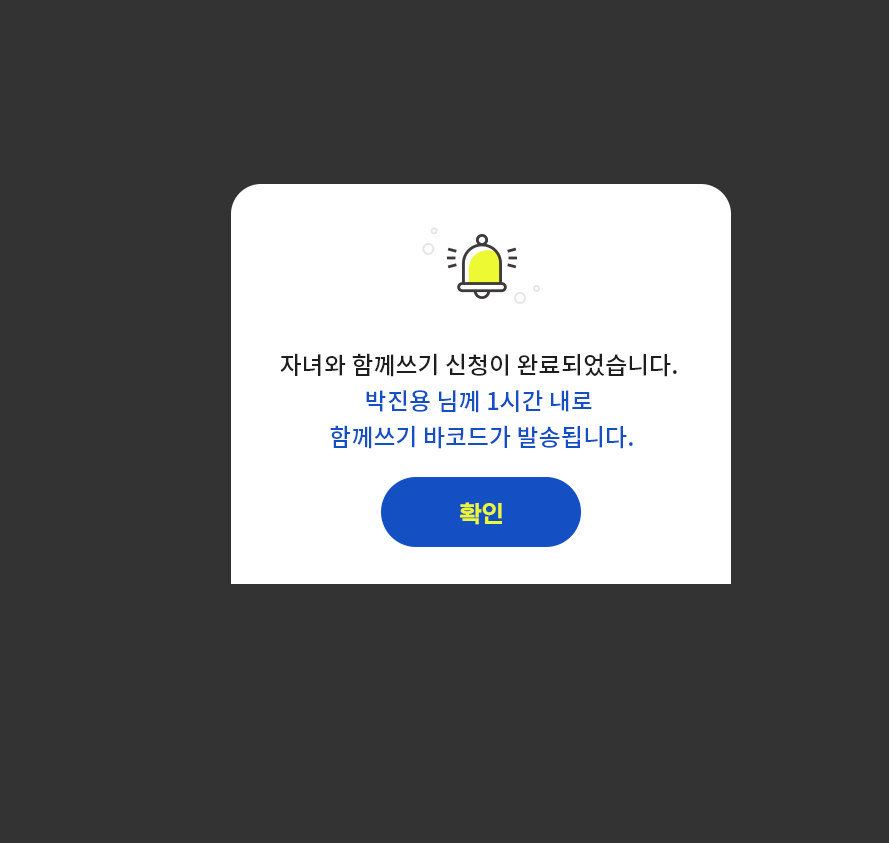 자녀와 함께쓰기 신청이 완료되었습니다.
박진용 님께 1시간 내로
함께쓰기 바코드가 발송됩니다.
확인